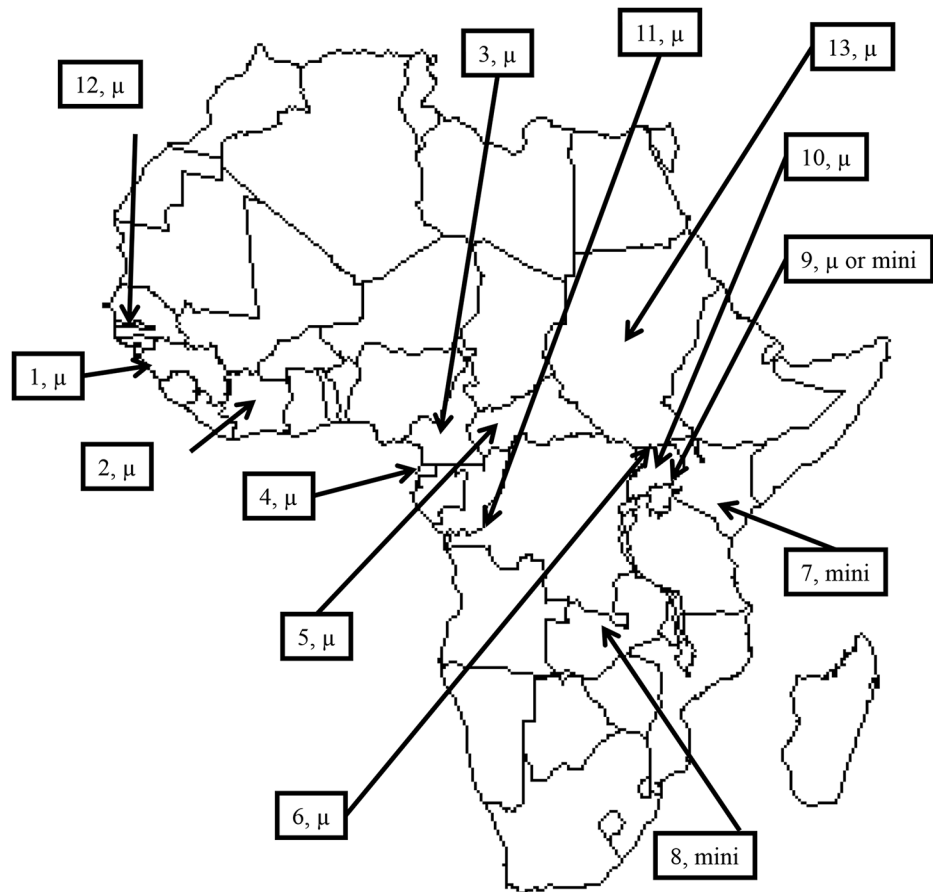 11, µ
3, µ
13, µ
12, µ
10, µ
9, µ or mini
1, µ
2, µ
4, µ
7, mini
5, µ
6, µ
8, mini